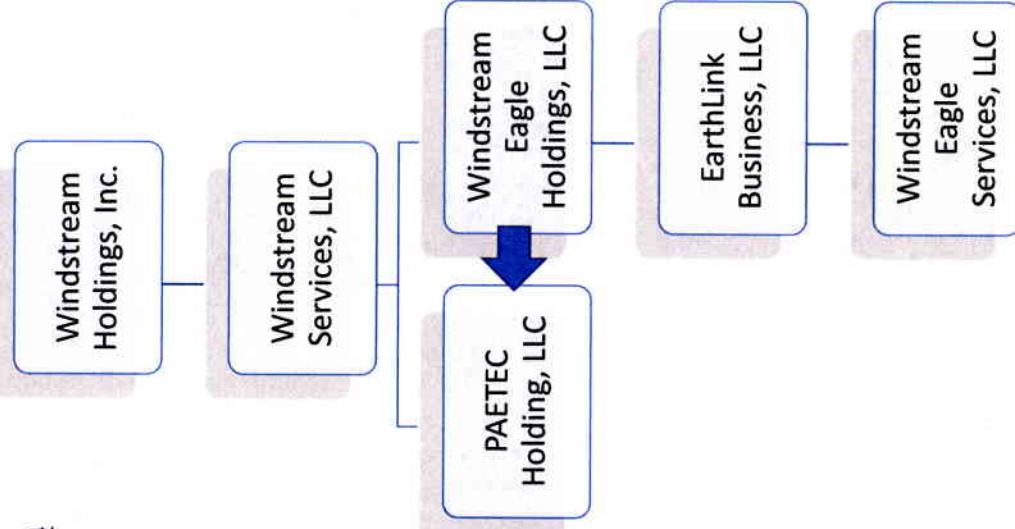 Windstream
Holdings, Inc.
Windstream
Services, LLC
PAETEC
Holding, LLC
Windstream
Eagle
Holdings, LLC
EarthLink
Business, LLC
Windstream
Eagle
Services, LLC